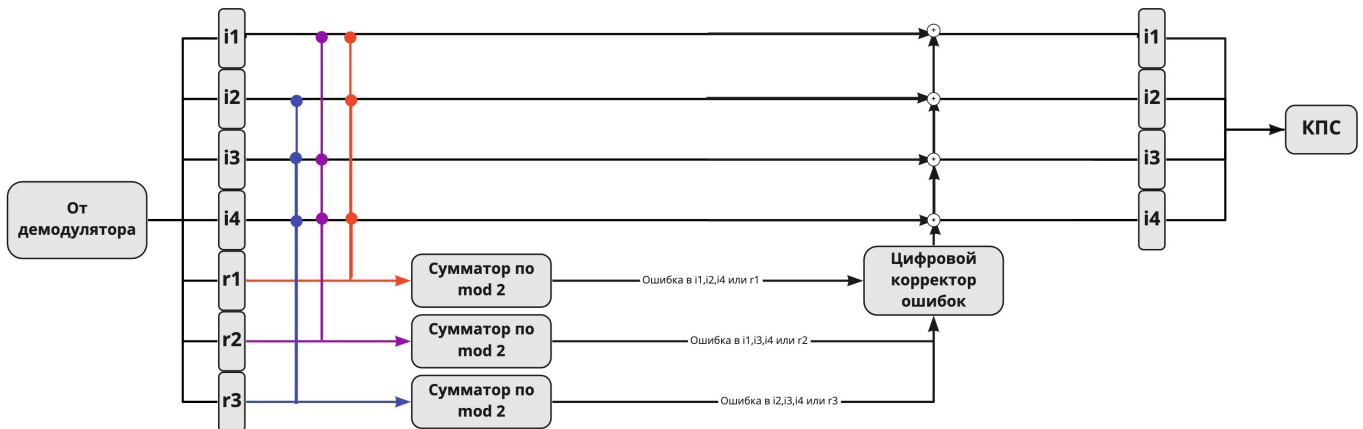 От
демодулятора
i1
i2
i3
i4
r1
r2
r3
Сумматор по
mod 2
Сумматор по
mod 2
Сумматор по
mod 2
Ошибка в i1,i2,i4 или r1
Ошибка в i1,i3,i4 или r2
Ошибка в i2,i3,i4 или r3
+
+
+
+
Цифровой
корректор
ошибок
i1
i2
i3
i4
КПС